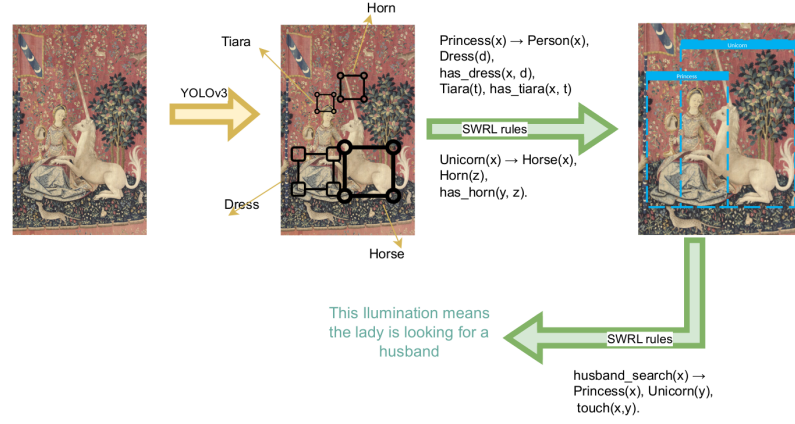 Horn
Tiara
YOLOv3
Dress
Horse
Princess(x) → Person(x),
Dress(d),
has_dress(x, d),
Tiara(t), has_tiara(x, t)
SWRL rules
Unicorn(x) → Horse(x),
Horn(z),
has_horn(y, z).
Unicorn
Princess
This Ilumination means
the lady is looking for a
husband
SWRL rules
husband_search(x) →
Princess(x), Unicorn(y),
touch(x,y).